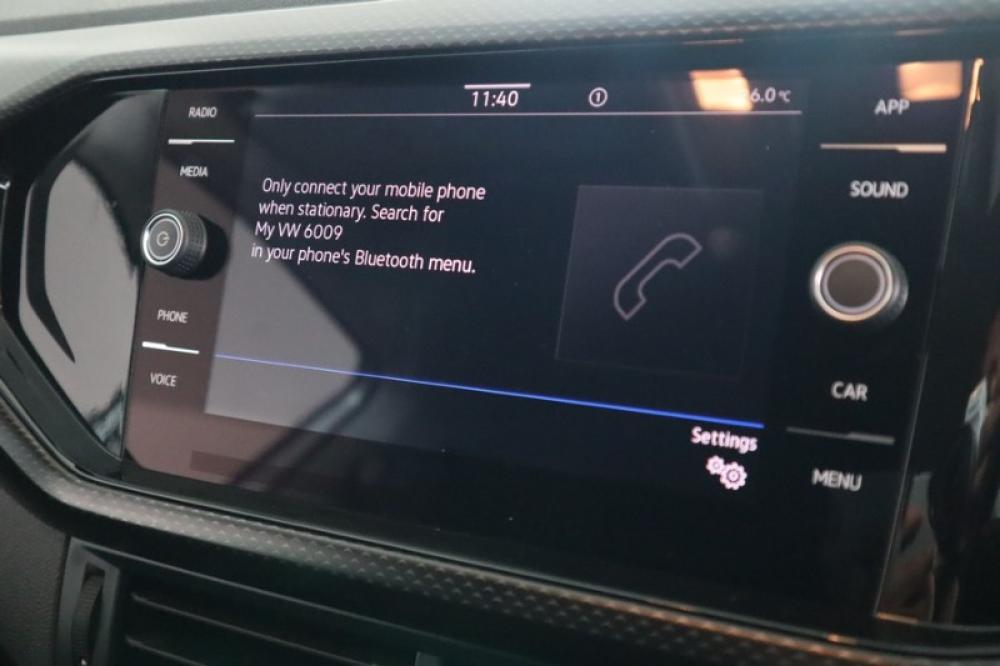 RADIO
MEDIA
PHONE
VOICE
11:40
1
6.0°C
Only connect your mobile phone
when stationary. Search for
My VW 6009
in your phone's Bluetooth menu.
Settings
APP
SOUND
CAR
MENU